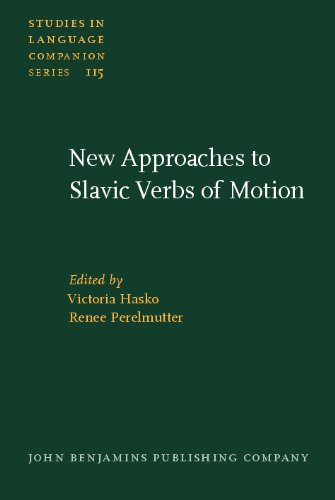 STUDIES IN
LANGUAGE
COMPANION
SERIES 115
New Approaches to
Slavic Verbs of Motion
Edited by
Victoria Hasko
Renee Perelmutter
JOHN BENJAMINS PUBLISHING COMPANY